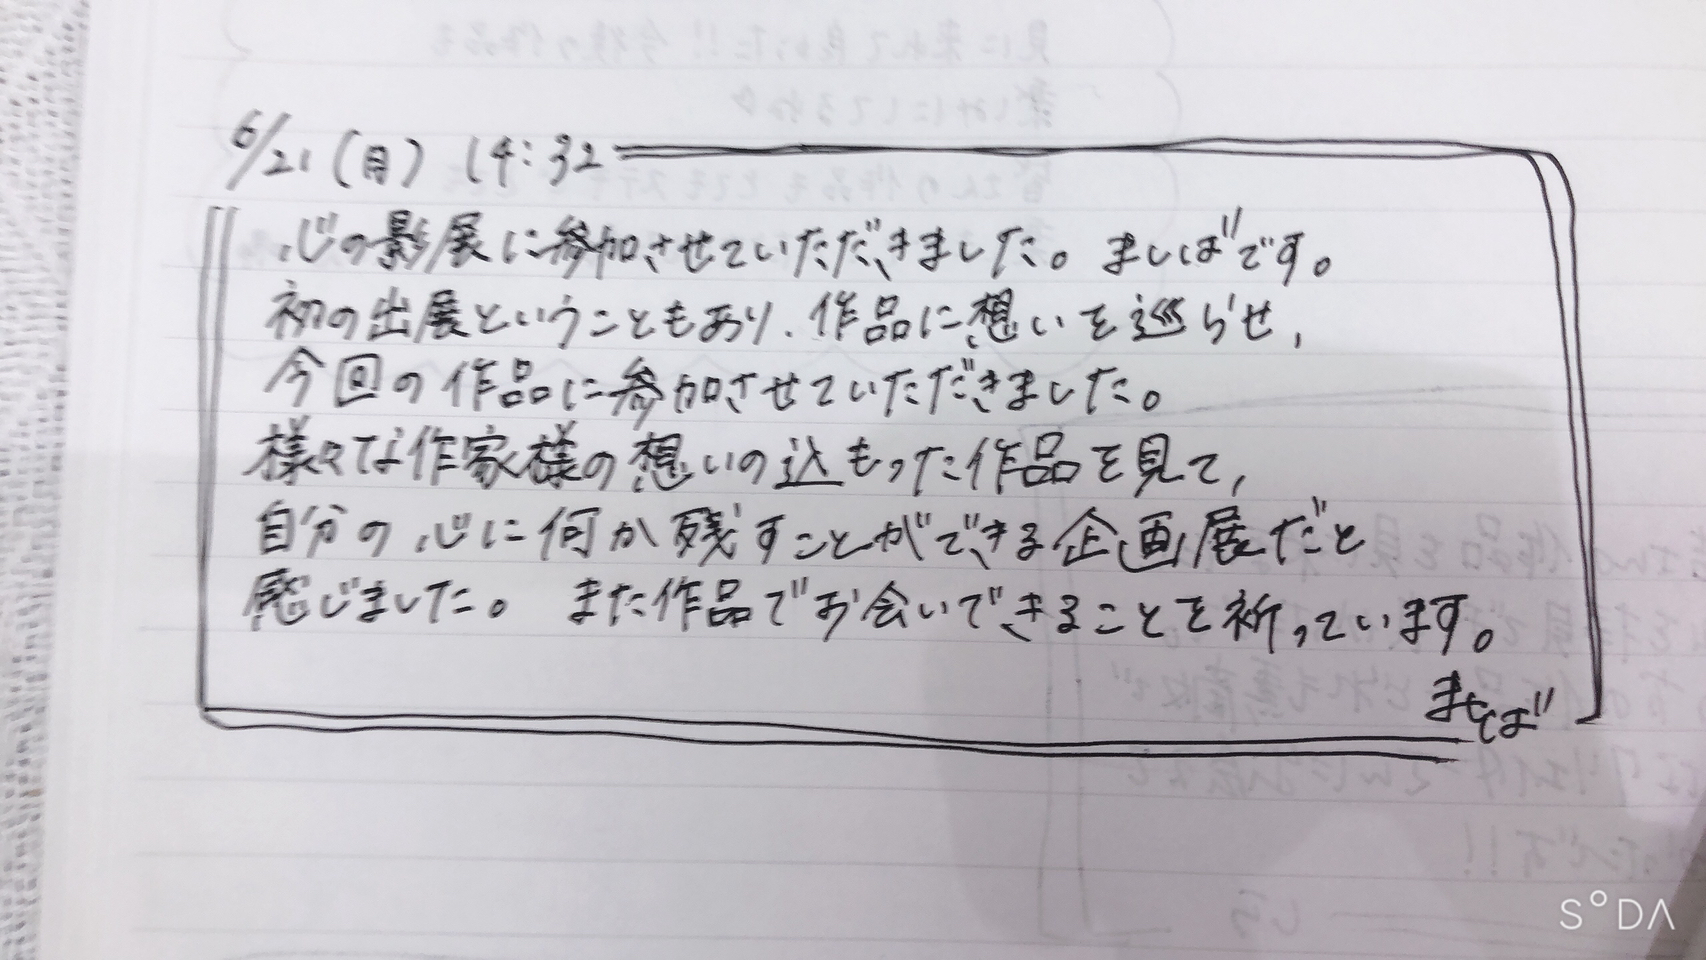 6/21(月) 14:32
心の影展に参加させていただきました。ましばです。
初の出展ということもあり、作品に想いを巡らせ,
今回の作品に参加させていただきました。
様々な作家様の想いの込もった作品を見て,
自分の心に何か残すことができる企画展だと
感じました。 また作品でお会いできることを祈っています。
ましば
SODA